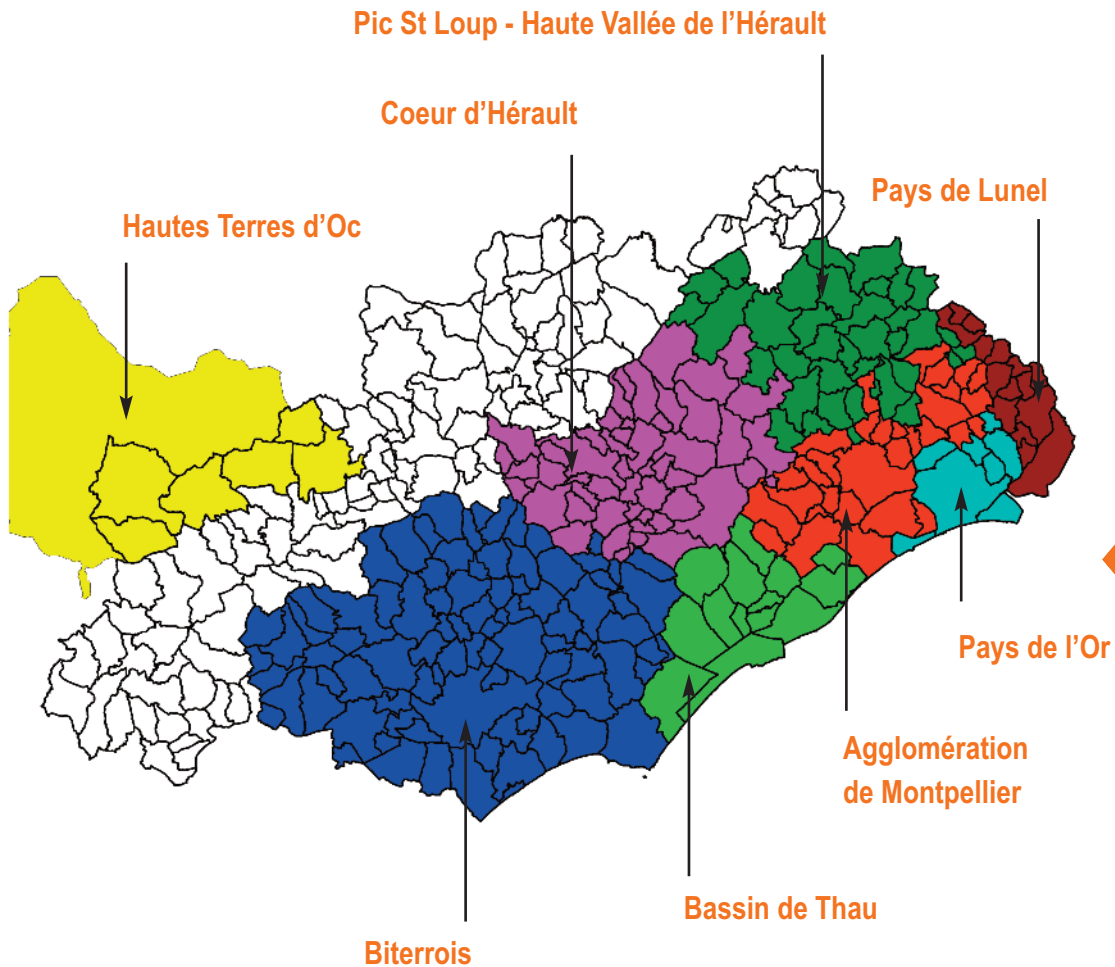 Pic St Loup - Haute Vallée de l’Hérault
Coeur d’Hérault
Pays de Lunel
Hautes Terres d’Oc
Pays de l’Or
Agglomération
de Montpellier
Bassin de Thau
Biterrois